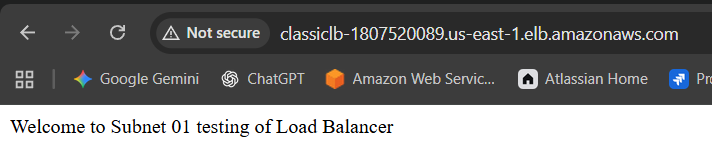 Not secure classiclb-1807520089.us-east-1.elb.amazonaws.com
Google Gemini ChatGPT Amazon Web Servic... Atlassian Home Pr
Welcome to Subnet 01 testing of Load Balancer